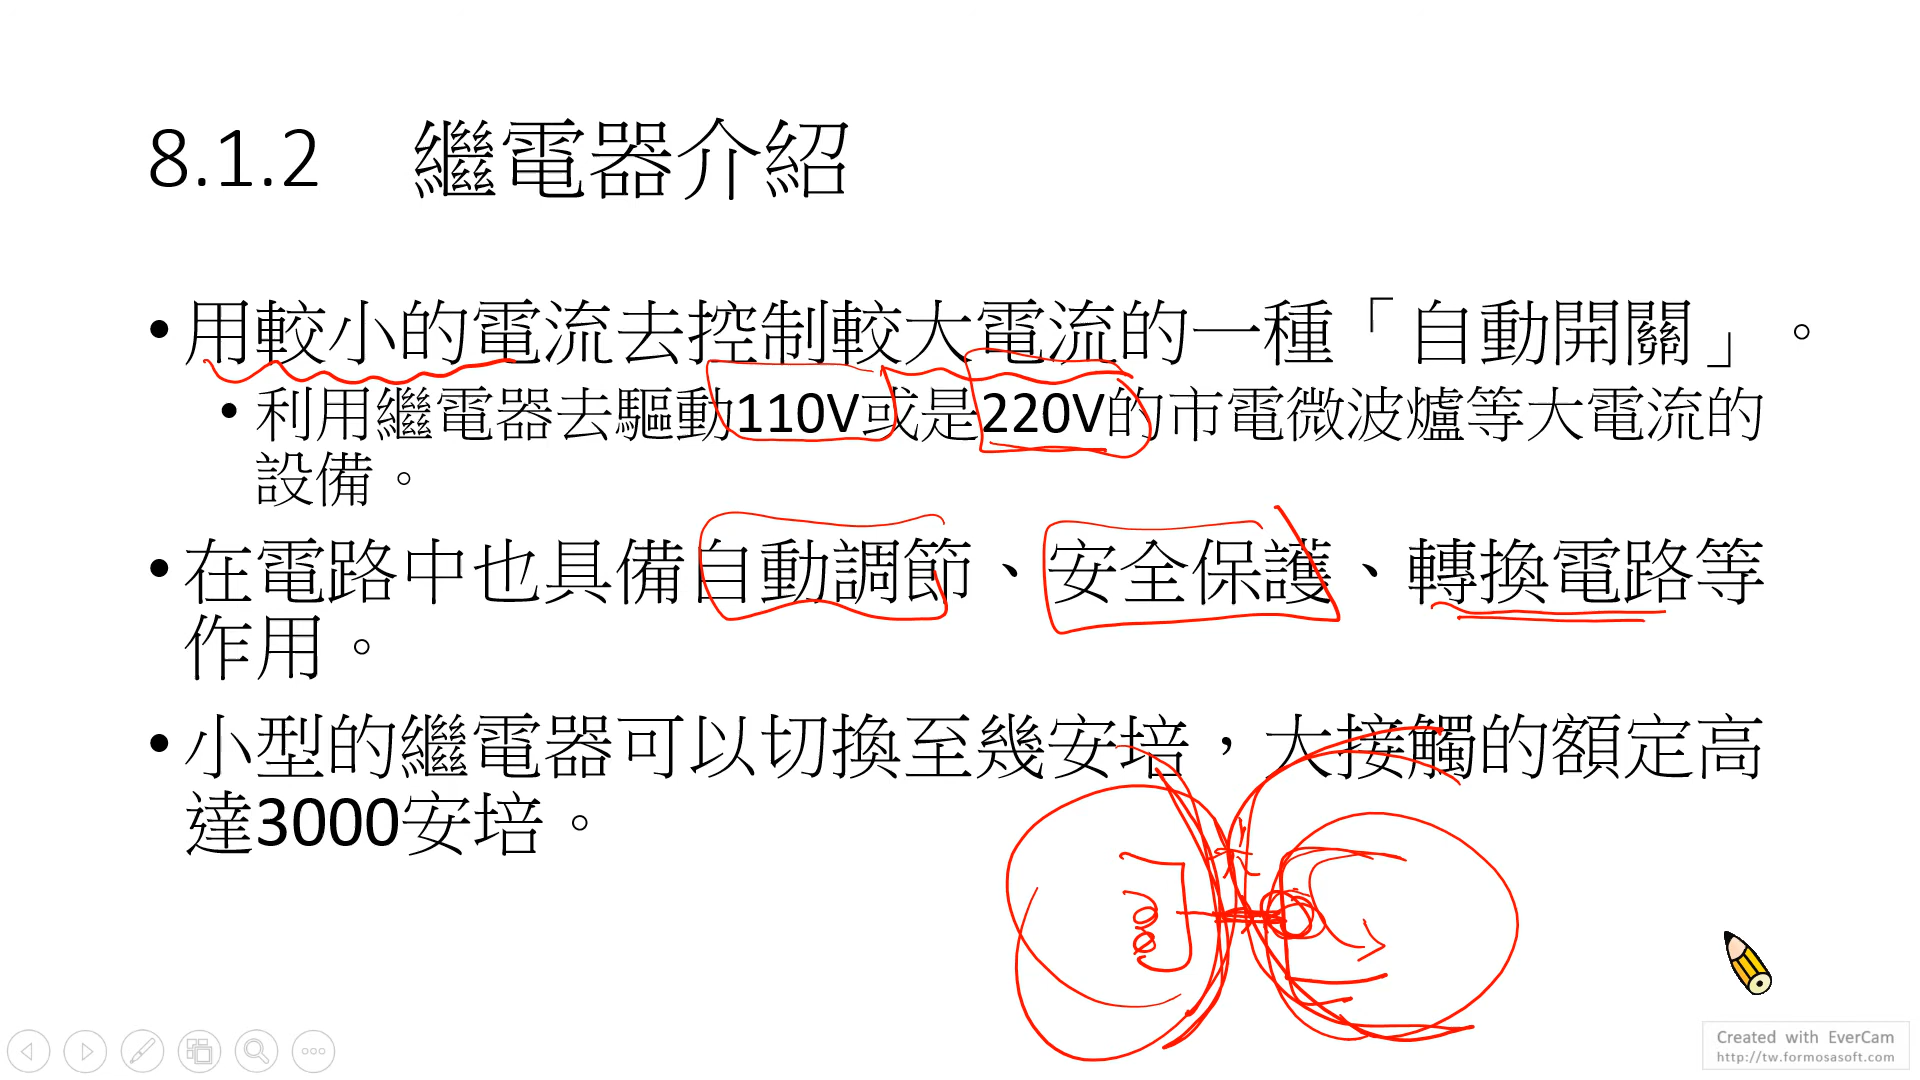 8.1.2 繼電器介紹
• 用較小的電流去控制較大電流的一種「自動開關」。
• 利用繼電器去驅動110V或是220V的市電微波爐等大電流的
設備。
• 在電路中也具備自動調節、安全保護、轉換電路等
作用。
• 小型的繼電器可以切換至幾安培，大接觸的額定高
達3000安培。
Created with EverCam
http://tw.formosasoft.com